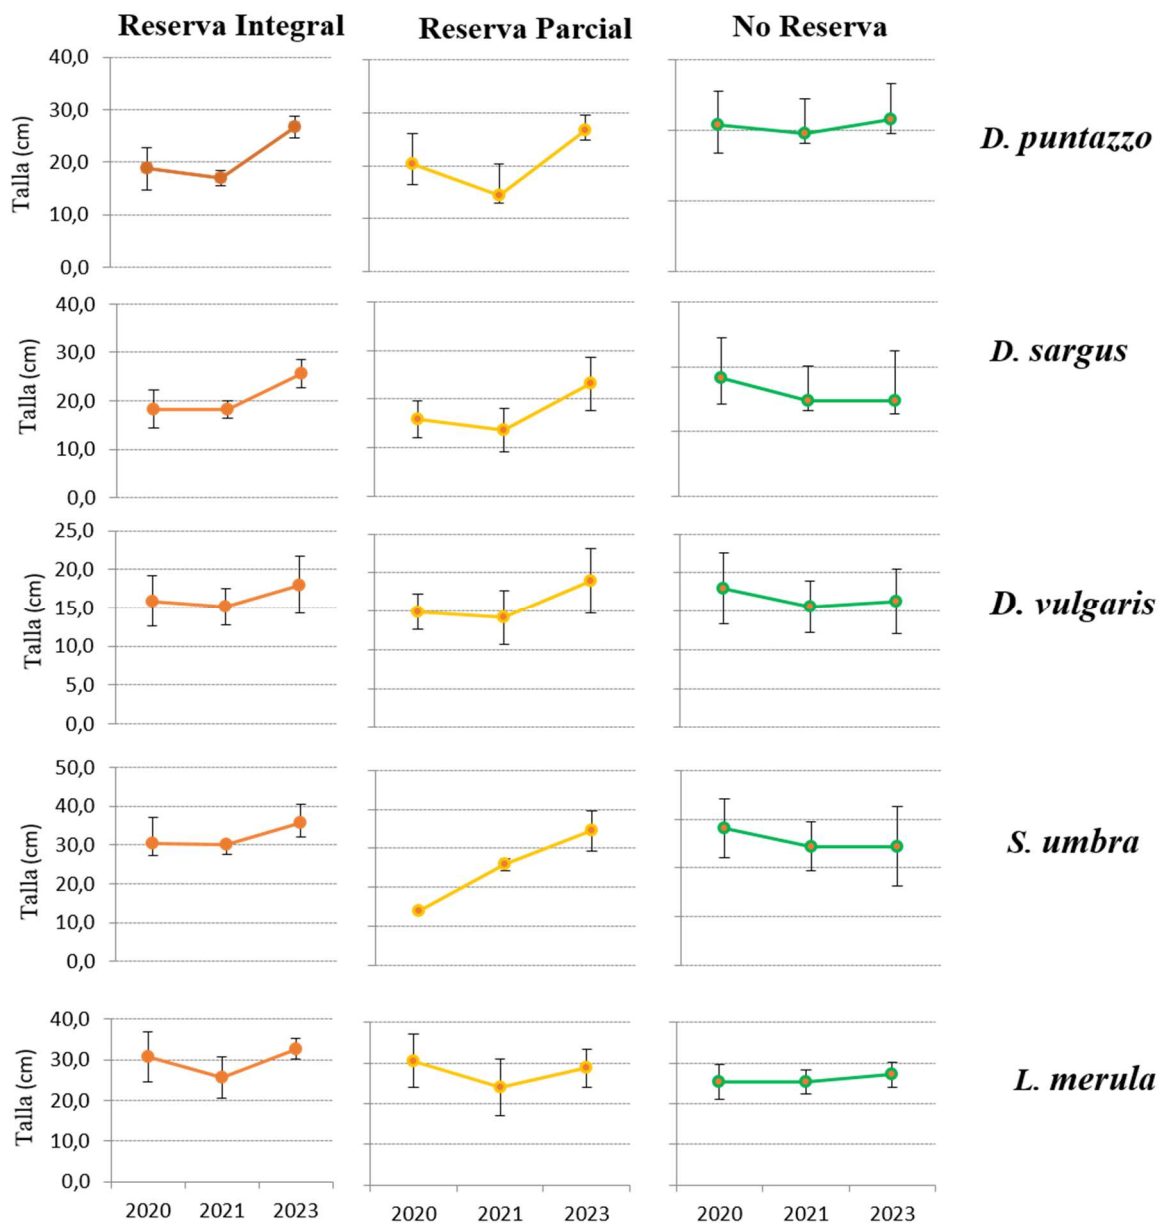 Reserva Integral
Reserva Parcial
No Reserva
Talla (cm)
40,0
30,0
20,0
10,0
0,0
D. puntazzo
Talla (cm)
40,0
30,0
20,0
10,0
0,0
D. sargus
Talla (cm)
25,0
20,0
15,0
10,0
5,0
0,0
D. vulgaris
Talla (cm)
50,0
40,0
30,0
20,0
10,0
0,0
S. umbra
Talla (cm)
40,0
30,0
20,0
10,0
0,0
L. merula
2020 2021 2023
2020 2021 2023
2020 2021 2023